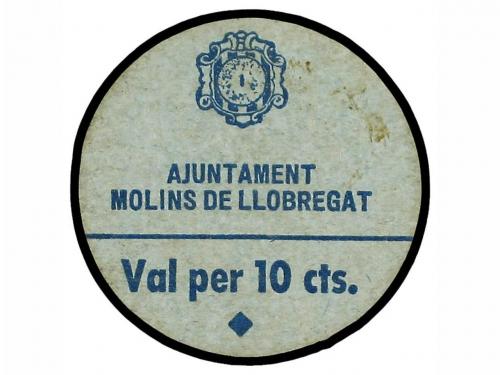 AJUNTAMENT
MOLINS DE LLOBREGAT
Val per 10 cts.